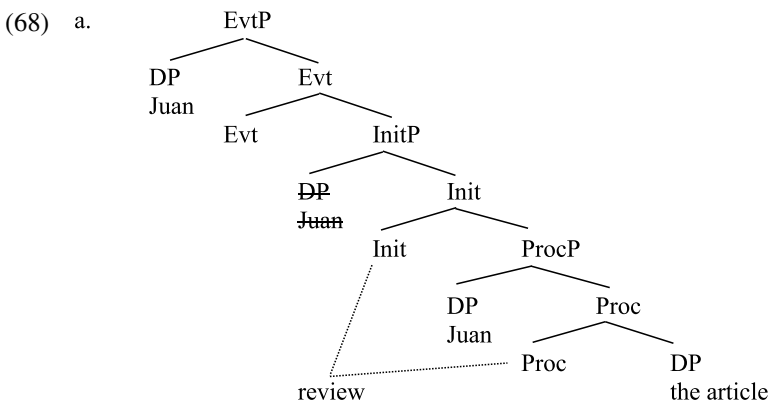 (68) a. EvtP
DP Evt
Juan
Evt InitP
DP Init
Juan
Init ProcP
DP Proc
Juan
Proc DP
review the article